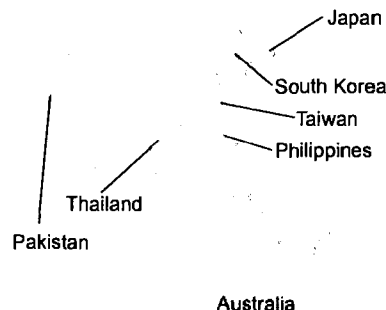 Japan
South Korea
Taiwan
Philippines
Thailand
Pakistan
Australia